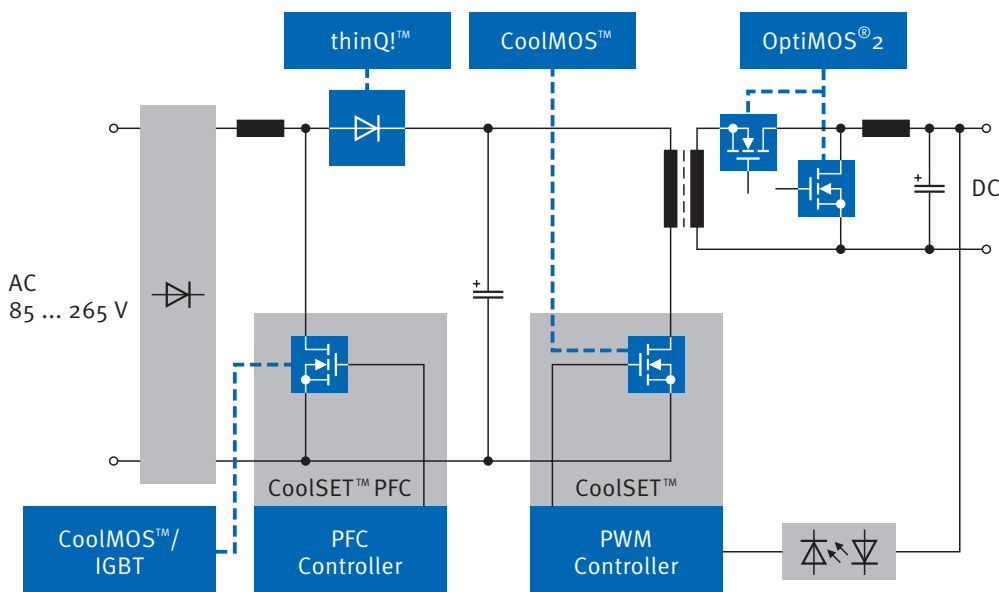 thinQ!™
CoolMOS™
OptiMOS®2
DC
AC
85 ... 265 V
+
+
CoolSET™ PFC
CoolSET™
CoolMOS™/
IGBT
PFC
Controller
PWM
Controller